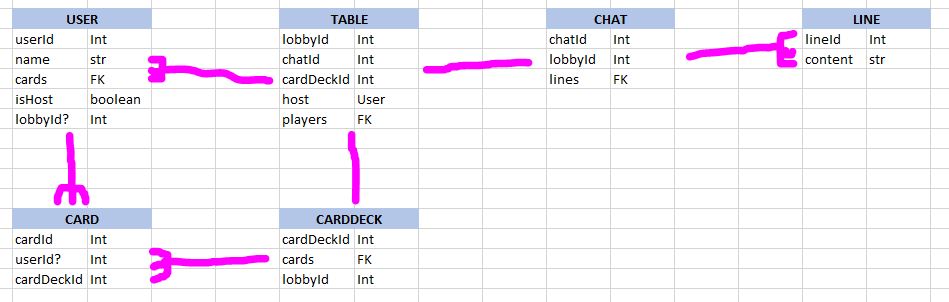 USER TABLE CHAT LINE
userId Int lobbyId Int chatId Int lineId Int
name str chatId Int lobbyId Int content str
cards FK cardDeckId Int lines FK
isHost boolean host User
lobbyId? Int players FK
CARD CARDDECK
cardId Int cardDeckId Int
userId? Int cards FK
cardDeckId Int lobbyId Int